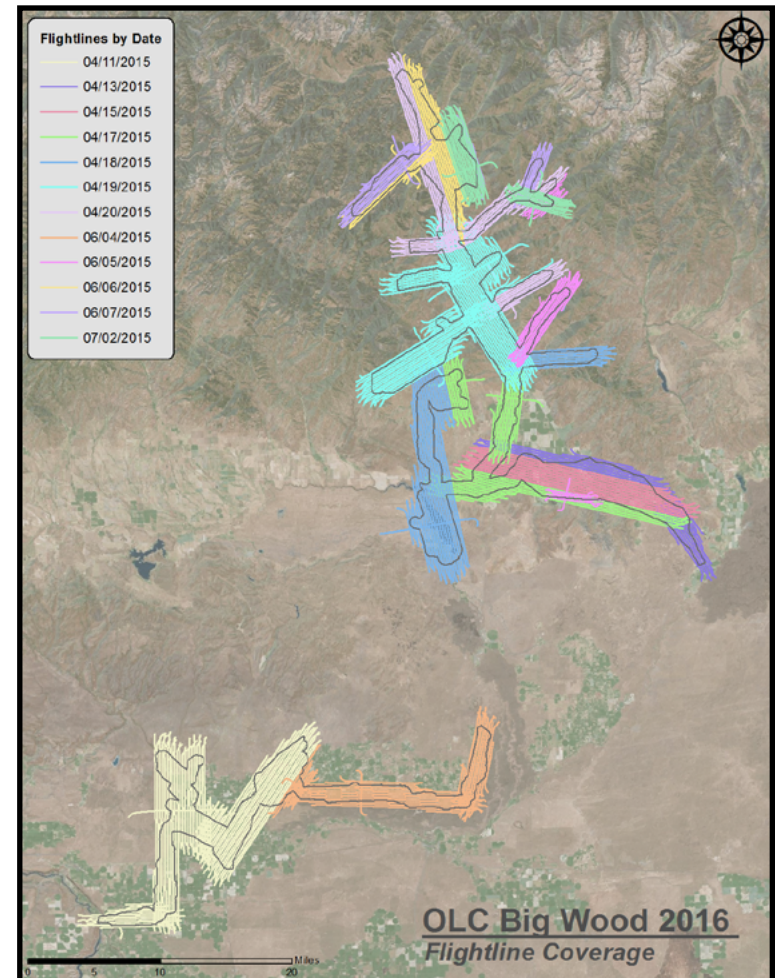 Flightlines by Date
04/11/2015
04/13/2015
04/15/2015
04/17/2015
04/18/2015
04/19/2015
04/20/2015
06/04/2015
06/05/2015
06/06/2015
06/07/2015
07/02/2015
OLC Big Wood 2016
Flightline Coverage
Miles
0 5 10 20